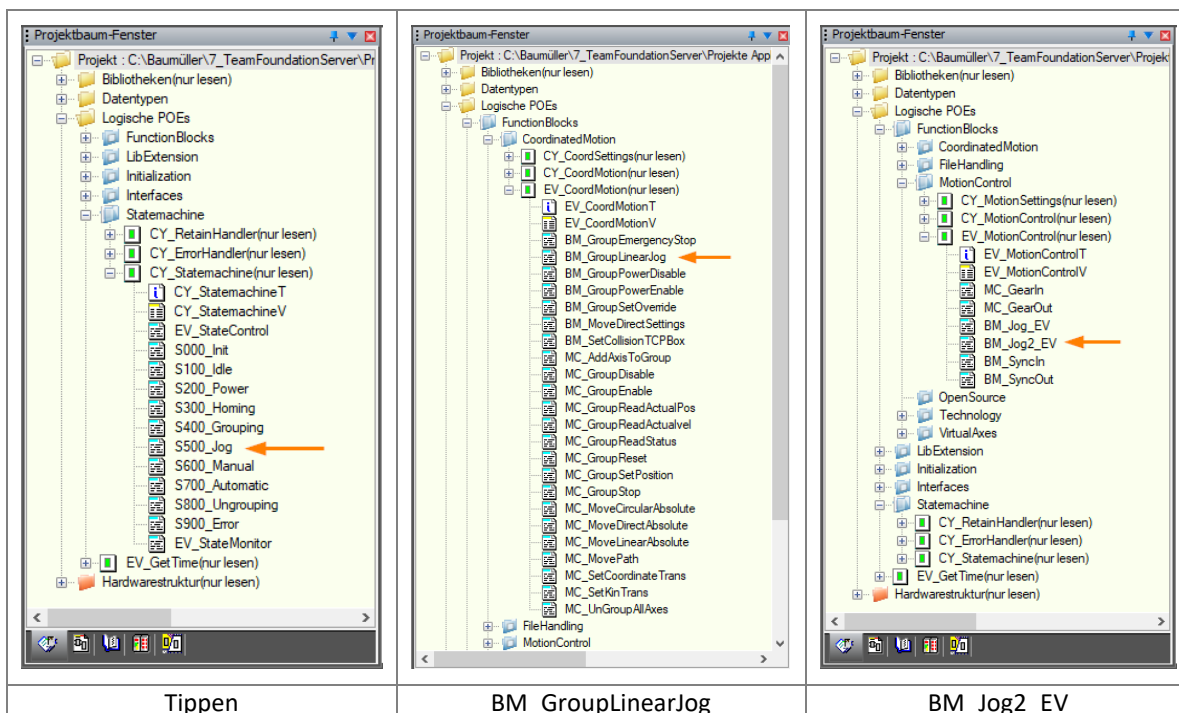 Projektbaum-Fenster
Projekt : C:\Baumüller\7_TeamFoundationServer\Pr
Bibliotheken(nur lesen)
Datentypen
Logische POEs
FunctionBlocks
LibExtension
Initialization
Interfaces
Statemachine
CY_RetainHandler(nur lesen)
CY_ErrorHandler(nur lesen)
CY_Statemachine(nur lesen)
CY_StatemachineT
CY_StatemachineV
EV_StateControl
S000_Init
S100_Idle
S200_Power
S300_Homing
S400_Grouping
S500_Jog
S600_Manual
S700_Automatic
S800_Ungrouping
S900_Error
EV_StateMonitor
EV_GetTime(nur lesen)
Hardwarestruktur(nur lesen)
Tippen
Projektbaum-Fenster
Projekt : C:\Baumüller\7_TeamFoundationServer\Projekte App
Bibliotheken(nur lesen)
Datentypen
Logische POEs
FunctionBlocks
CoordinatedMotion
CY_CoordSettings(nur lesen)
CY_CoordMotion(nur lesen)
EV_CoordMotion(nur lesen)
EV_CoordMotionT
EV_CoordMotionV
BM_GroupEmergencyStop
BM_GroupLinearJog
BM_GroupPowerDisable
BM_GroupPowerEnable
BM_GroupSetOverride
BM_MoveDirectSettings
BM_SetCollisionTCPBox
MC_AddAxisToGroup
MC_GroupDisable
MC_GroupEnable
MC_GroupReadActualPos
MC_GroupReadActualvel
MC_GroupReadStatus
MC_GroupReset
MC_GroupSetPosition
MC_GroupStop
MC_MoveCircularAbsolute
MC_MoveDirectAbsolute
MC_MoveLinearAbsolute
MC_MovePath
MC_SetCoordinateTrans
MC_SetKinTrans
MC_UnGroupAllAxes
FileHandling
MotionControl
BM_GroupLinearJog
Projektbaum-Fenster
Projekt : C:\Baumüller\7_TeamFoundationServer\Projekt
Bibliotheken(nur lesen)
Datentypen
Logische POEs
FunctionBlocks
CoordinatedMotion
FileHandling
MotionControl
CY_MotionSettings(nur lesen)
CY_MotionControl(nur lesen)
EV_MotionControl(nur lesen)
EV_MotionControlT
EV_MotionControlV
MC_GearIn
MC_GearOut
BM_Jog_EV
BM_Jog2_EV
BM_SyncIn
BM_SyncOut
OpenSource
Technology
VirtualAxes
LibExtension
Initialization
Interfaces
Statemachine
CY_RetainHandler(nur lesen)
CY_ErrorHandler(nur lesen)
CY_Statemachine(nur lesen)
EV_GetTime(nur lesen)
Hardwarestruktur(nur lesen)
BM_Jog2_EV